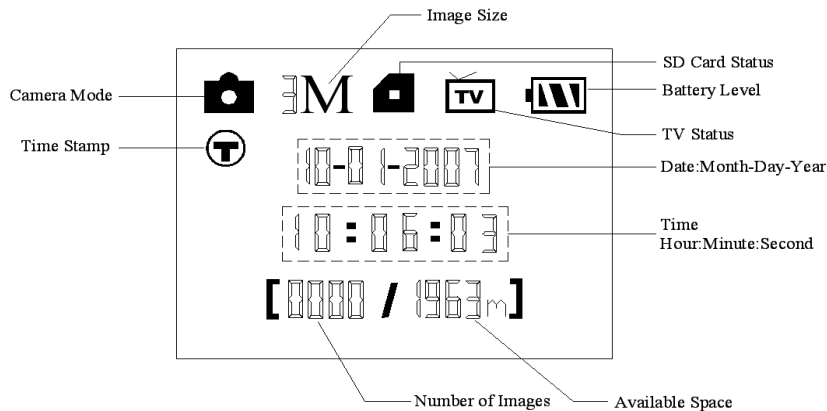 Image Size
SD Card Status
Camera Mode
3M
TV
Battery Level
TV Status
Time Stamp
T
10-01-2007
Date:Month-Day-Year
10:06:03
Time
Hour:Minute:Second
[0000/1963m]
Number of Images
Available Space